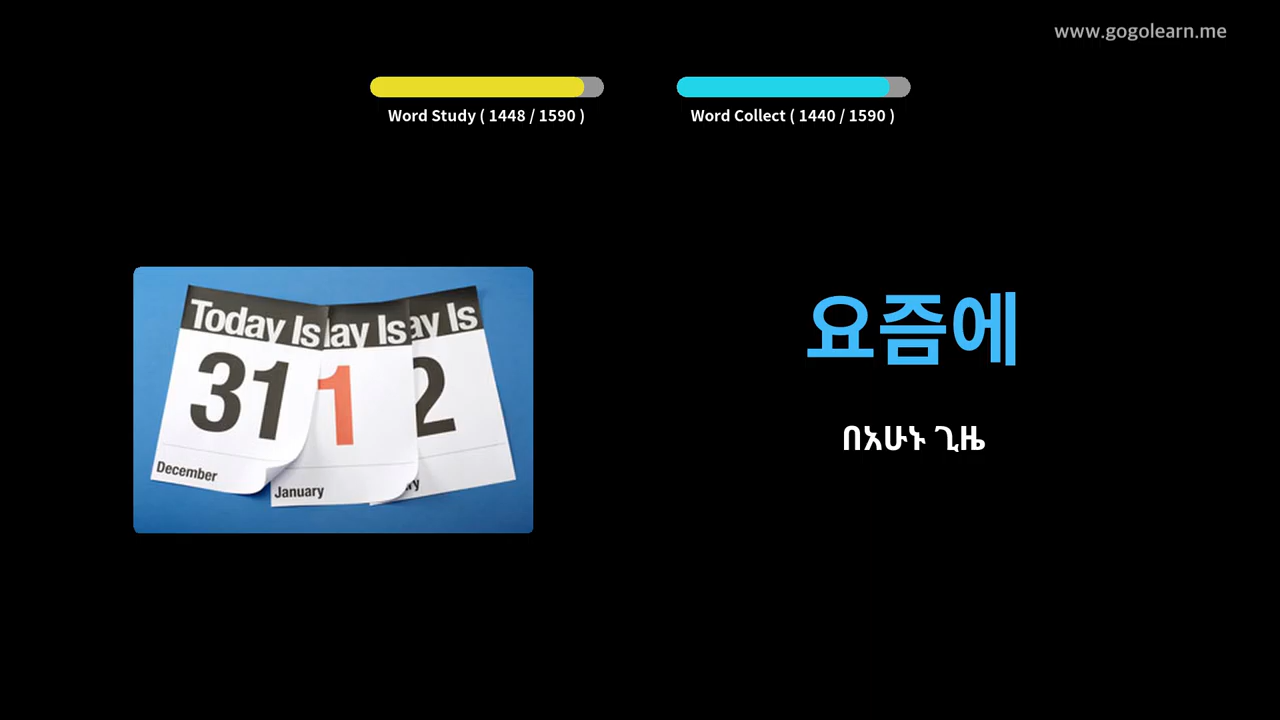 www.gogolearn.me
Word Study ( 1448 / 1590 )
Word Collect ( 1440 / 1590 )
Today Is
ay Is
ay Is
31
1
2
December
January
ry
요즘에
በአሁኑ ጊዜ